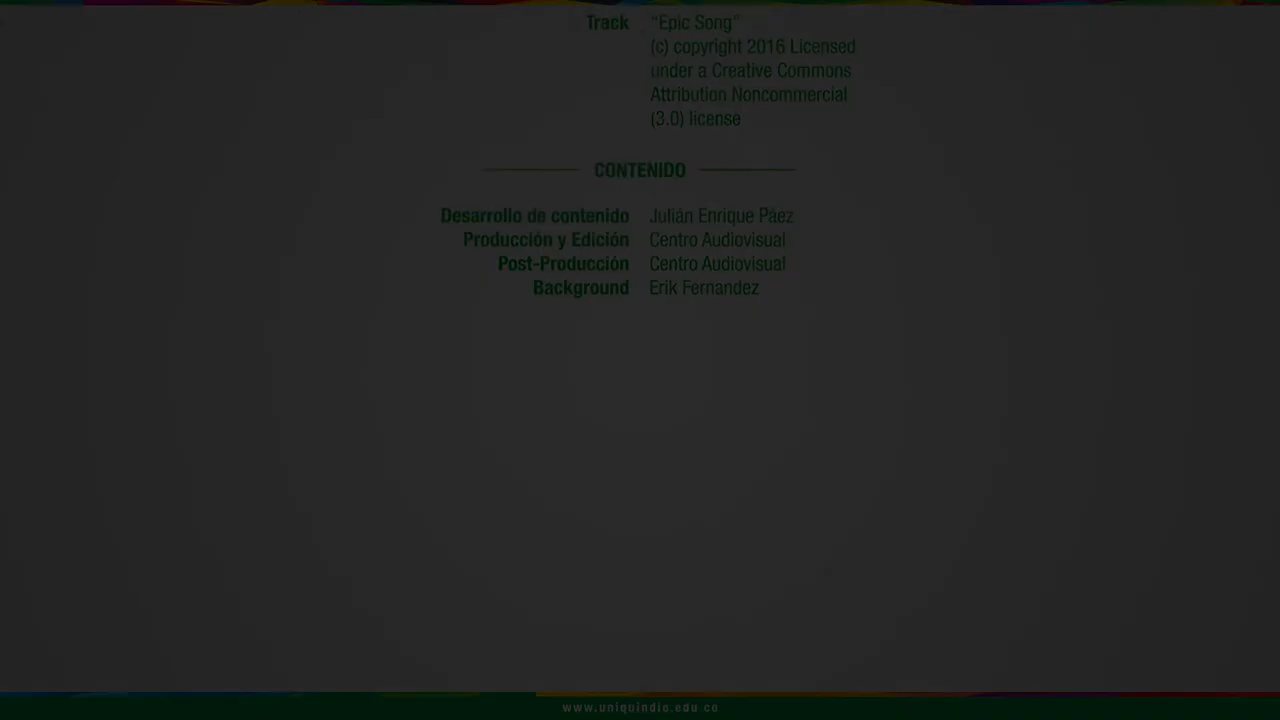 Track “Epic Song”
(c) copyright 2016 Licensed
under a Creative Commons
Attribution Noncommercial
(3.0) license
CONTENIDO
Desarrollo de contenido Julián Enrique Páez
Producción y Edición Centro Audiovisual
Post-Producción Centro Audiovisual
Background Erik Fernandez
www.uniquindio.edu.co